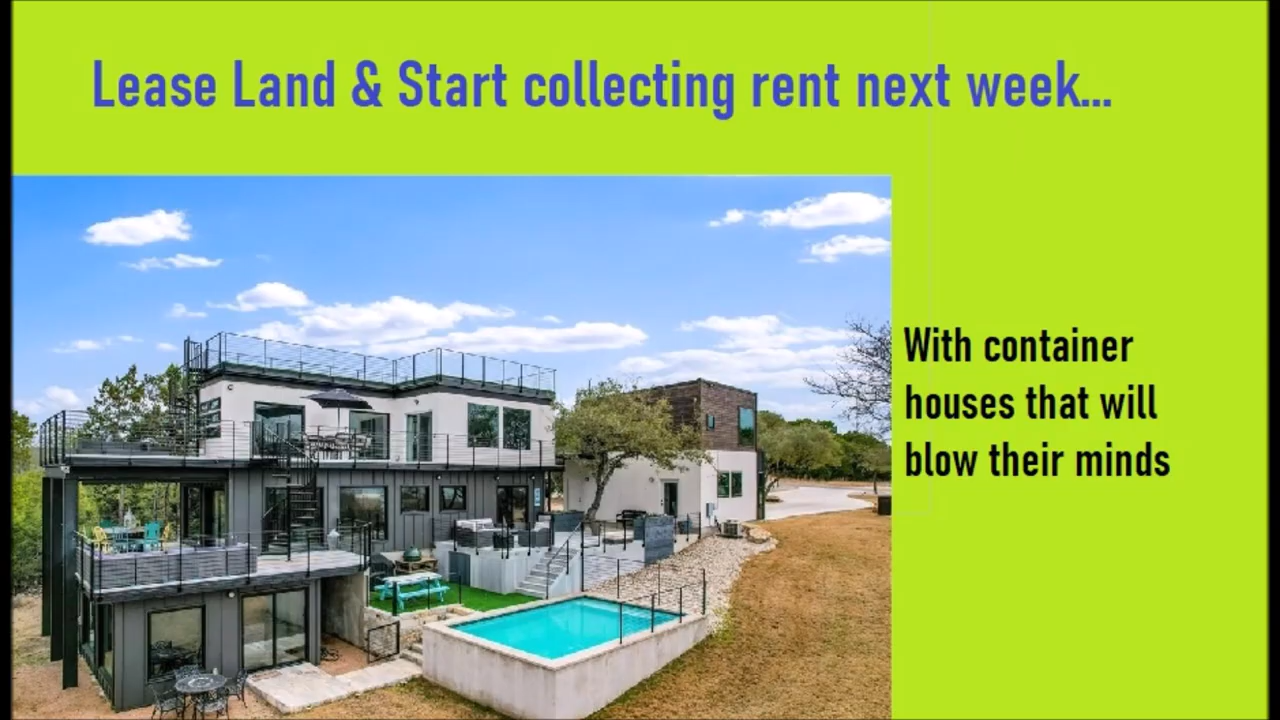 Lease Land & Start collecting rent next week...
With container
houses that will
blow their minds